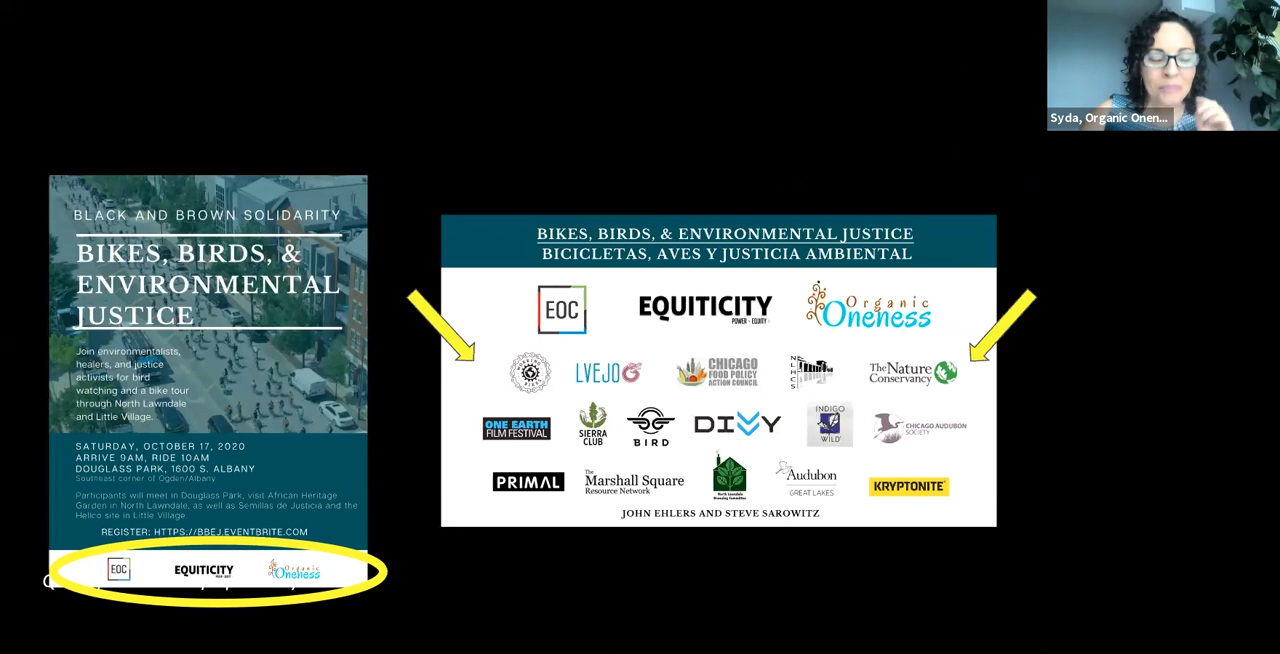 Syda, Organic Onen...
BLACK AND BROWN SOLIDARITY
BIKES, BIRDS, &
ENVIRONMENTAL
JUSTICE
Join environmentalists,
healers, and justice
activists for bird
watching and a bike tour
through North Lawndale
and Little Village.
SATURDAY, OCTOBER 17, 2020
ARRIVE 9AM, RIDE 10AM
DOUGLASS PARK, 1600 S. ALBANY
Southeast corner of Ogden/Albany
Participants will meet in Douglass Park, visit African Heritage
Garden in North Lawndale, as well as Semillas de Justicia and the
Hellco site in Little Village.
REGISTER: HTTPS://BBEJ.EVENTBRITE.COM
EOC
EQUITICITY
Organic
Oneness
BIKES, BIRDS, & ENVIRONMENTAL JUSTICE
BICICLETAS, AVES Y JUSTICIA AMBIENTAL
EOC
EQUITICITY
POWER + EQUITY
Organic
Oneness
LVEJO
CHICAGO
FOOD POLICY
ACTION COUNCIL
NLHCS
The Nature
Conservancy
ONE EARTH
FILM FESTIVAL
SIERRA
CLUB
BIRD
DIVVY
INDIGO
WILD
CHICAGO AUDUBON
SOCIETY
PRIMAL
The
Marshall Square
Resource Network
North Lawndale
Greening Committee
Audubon
GREAT LAKES
KRYPTONITE
JOHN EHLERS AND STEVE SAROWITZ